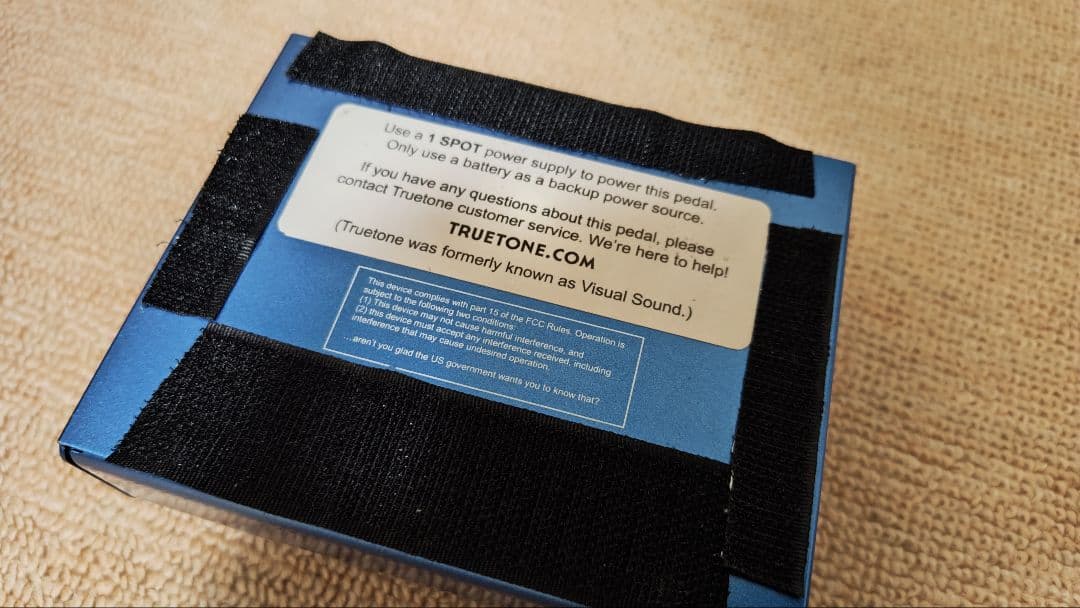 Use a 1 SPOT power supply to power this pedal.
Only use a battery as a backup power source.
If you have any questions about this pedal, please
contact Truetone customer service. We're here to help!
TRUETONE.COM
(Truetone was formerly known as Visual Sound.)
This device complies with part 15 of the FCC Rules. Operation is
subject to the following two conditions:
(1) This device may not cause harmful interference, and
(2) this device must accept any interference received, including
interference that may cause undesired operation.
...aren't you glad the US government wants you to know that?